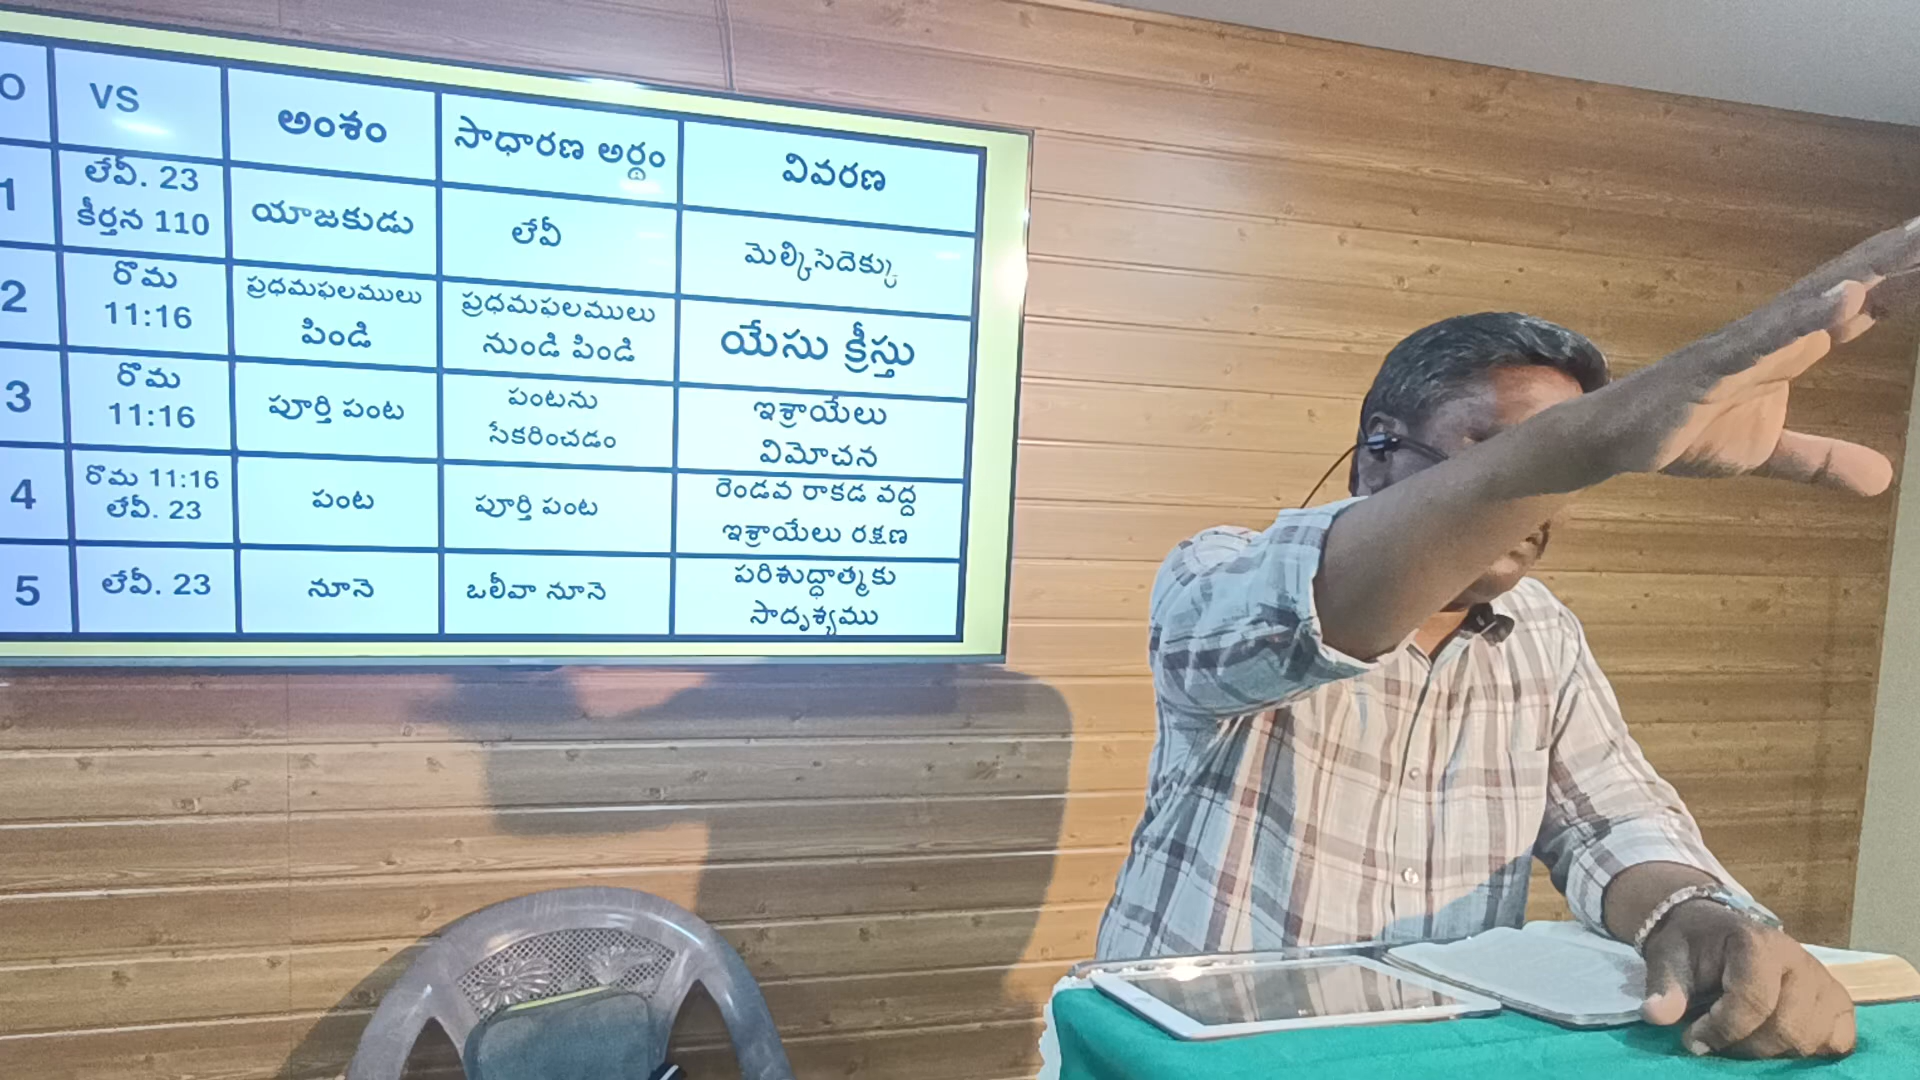 O VS అంశం సాధారణ అర్థం వివరణ
1 లేవీ. 23 యాజకుడు లేవీ మెల్కిసెదెక్కు
కీర్తన 110
2 రొమ ప్రధమఫలములు ప్రధమఫలములు యేసు క్రీస్తు
11:16 పిండి నుండి పిండి
3 రొమ పూర్తి పంట పంటను ఇశ్రాయేలు
11:16 సేకరించడం విమోచన
4 రొమ 11:16 పంట పూర్తి పంట రెండవ రాకడ వద్ద
లేవీ. 23 ఇశ్రాయేలు రక్షణ
5 లేవీ. 23 నూనె ఒలీవా నూనె పరిశుద్ధాత్మకు
సాదృశ్యము